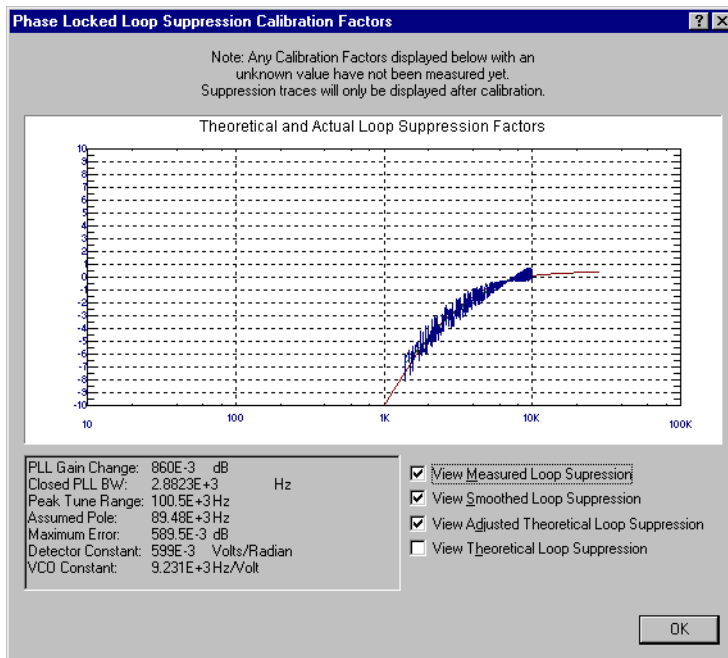 Phase Locked Loop Suppression Calibration Factors
Note: Any Calibration Factors displayed below with an
unknown value have not been measured yet.
Suppression traces will only be displayed after calibration.
Theoretical and Actual Loop Suppression Factors
10
9
8
7
6
5
4
3
2
1
0
-1
-2
-3
-4
-5
-6
-7
-8
-9
-10
10
100
1K
10K
100K
PLL Gain Change: 860E-3 dB
Closed PLL BW: 2.8823E+3 Hz
Peak Tune Range: 100.5E+3 Hz
Assumed Pole: 89.48E+3 Hz
Maximum Error: 589.5E-3 dB
Detector Constant: 599E-3 Volts/Radian
VCO Constant: 9.231E+3 Hz/Volt
View Measured Loop Supression
View Smoothed Loop Suppression
View Adjusted Theoretical Loop Suppression
View Theoretical Loop Suppression
OK